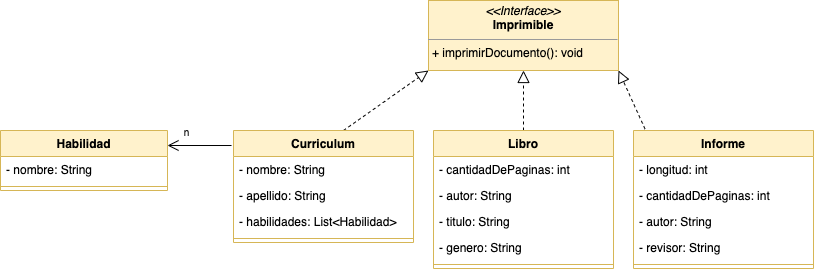 <<Interface>>
Imprimible
+ imprimirDocumento(): void
Habilidad
- nombre: String
n
Curriculum
- nombre: String
- apellido: String
- habilidades: List<Habilidad>
Libro
- cantidadDePaginas: int
- autor: String
- titulo: String
- genero: String
Informe
- longitud: int
- cantidadDePaginas: int
- autor: String
- revisor: String